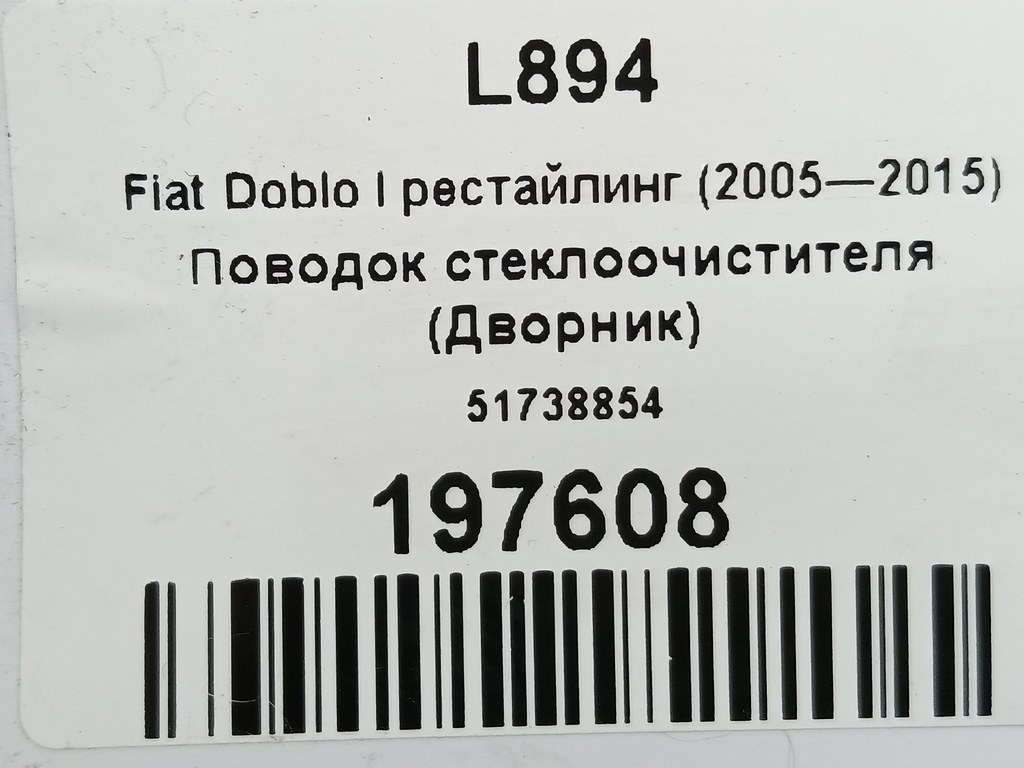 L894
Fiat Doblo I рестайлинг (2005—2015)
Поводок стеклоочистителя
(Дворник)
51738854
197608